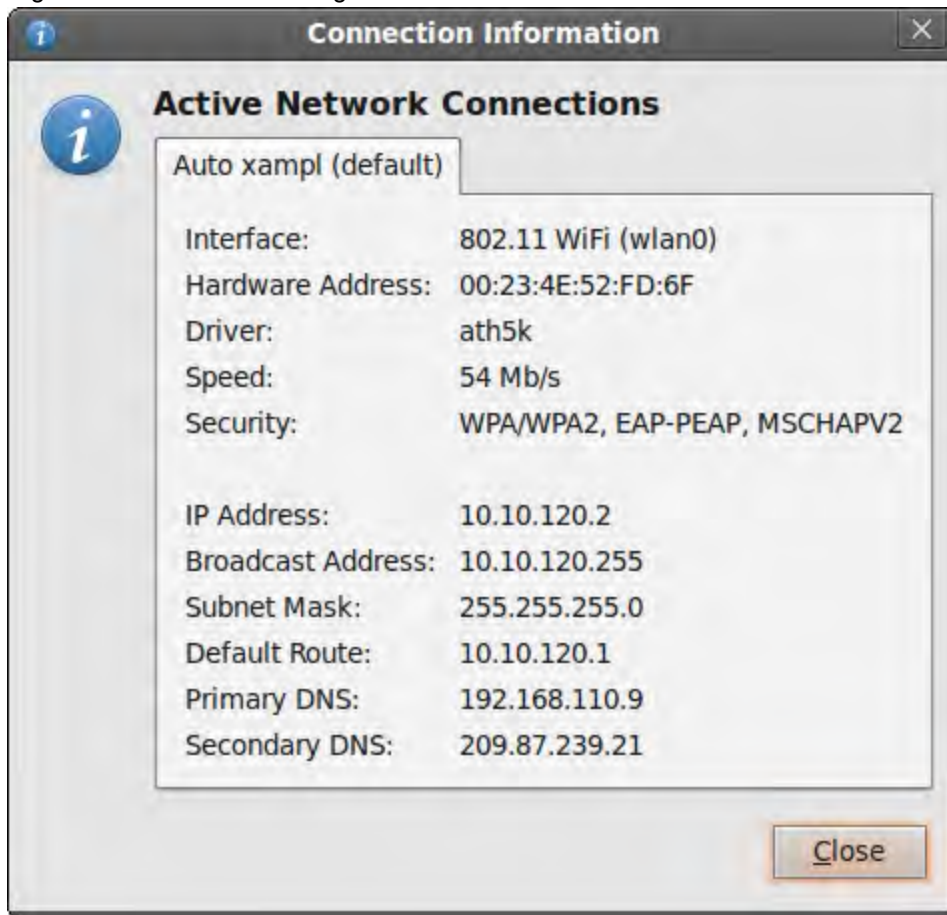 Connection Information
Active Network Connections
Auto xampl (default)
Interface: 802.11 WiFi (wlan0)
Hardware Address: 00:23:4E:52:FD:6F
Driver: ath5k
Speed: 54 Mb/s
Security: WPA/WPA2, EAP-PEAP, MSCHAPV2
IP Address: 10.10.120.2
Broadcast Address: 10.10.120.255
Subnet Mask: 255.255.255.0
Default Route: 10.10.120.1
Primary DNS: 192.168.110.9
Secondary DNS: 209.87.239.21
Close